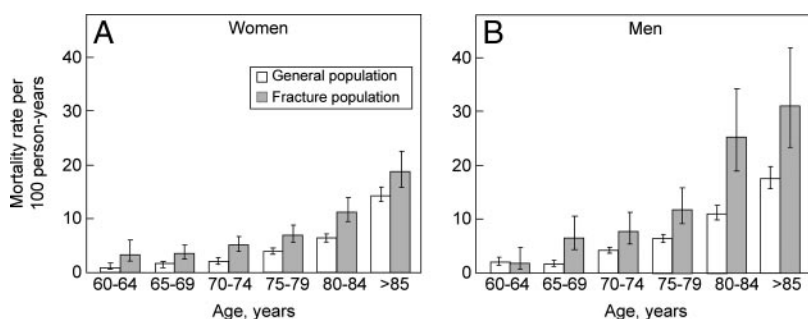 A
Women
B
Men
General population
Fracture population
Mortality rate per
100 person-years
40
30
20
10
0
40
30
20
10
0
60-64 65-69 70-74 75-79 80-84 >85
60-64 65-69 70-74 75-79 80-84 >85
Age, years
Age, years